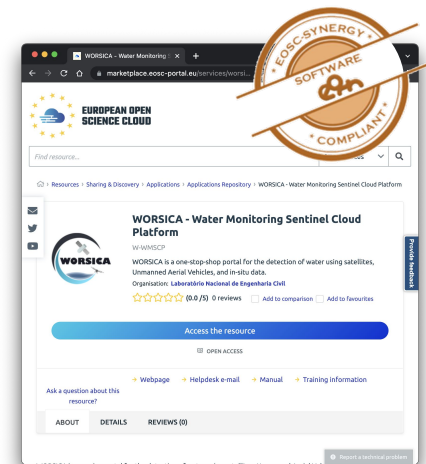 WORSICA - Water Monitoring S
marketplace.eosc-portal.eu/services/worsi...
EOSC-SYNERGY
SOFTWARE
COMPLIANT
EUROPEAN OPEN
SCIENCE CLOUD
Find resource...
Resources › Sharing & Discovery › Applications › Applications Repository › WORSICA - Water Monitoring Sentinel Cloud Platform
WORSICA
WORSICA - Water Monitoring Sentinel Cloud
Platform
W-WMSCP
WORSICA is a one-stop-shop portal for the detection of water using satellites,
Unmanned Aerial Vehicles, and in-situ data.
Organisation: Laboratório Nacional de Engenharia Civil
(0.0 /5) 0 reviews Add to comparison Add to favourites
Provide feedback
Access the resource
OPEN ACCESS
Ask a question about this
resource?
→ Webpage → Helpdesk e-mail → Manual → Training information
ABOUT DETAILS REVIEWS (0)
Report a technical problem